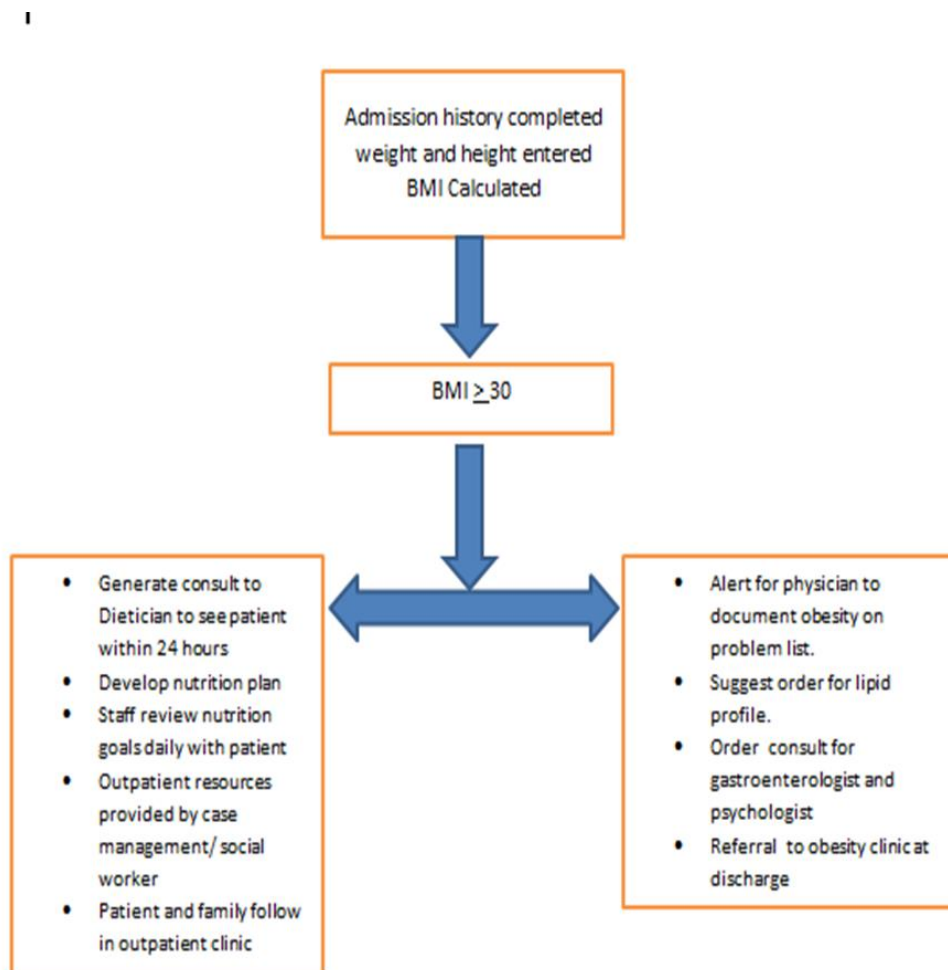 Admission history completed
weight and height entered
BMI Calculated
BMI ≥ 30
• Generate consult to
Dietician to see patient
within 24 hours
• Develop nutrition plan
• Staff review nutrition
goals daily with patient
• Outpatient resources
provided by case
management/ social
worker
• Patient and family follow
in outpatient clinic
• Alert for physician to
document obesity on
problem list.
• Suggest order for lipid
profile.
• Order consult for
gastroenterologist and
psychologist
• Referral to obesity clinic at
discharge